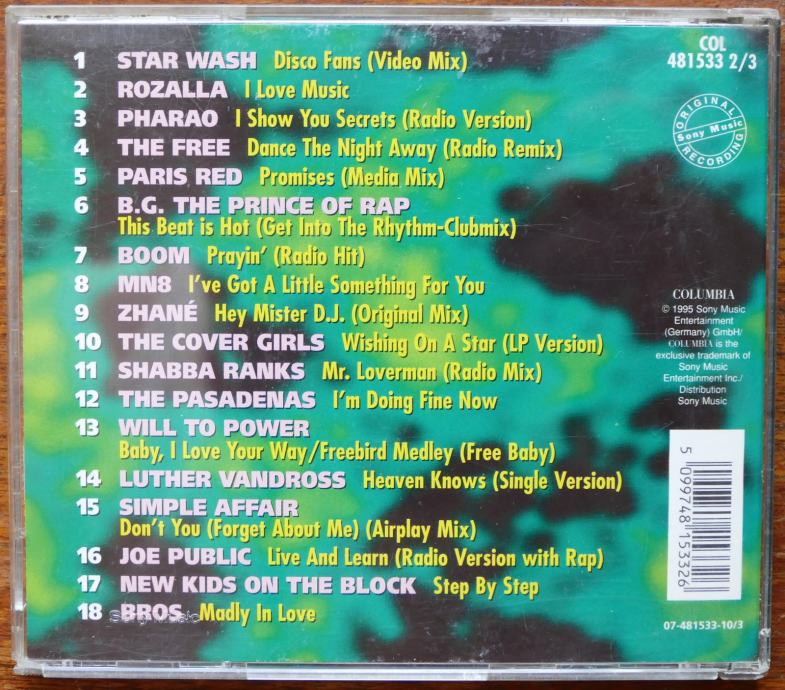 COL
481533 2/3
ORIGINAL
Sony Music
RECORDING
1 STAR WASH Disco Fans (Video Mix)
2 ROZALLA I Love Music
3 PHARAO I Show You Secrets (Radio Version)
4 THE FREE Dance The Night Away (Radio Remix)
5 PARIS RED Promises (Media Mix)
6 B.G. THE PRINCE OF RAP
This Beat is Hot (Get Into The Rhythm-Clubmix)
7 BOOM Prayin' (Radio Hit)
8 MN8 I've Got A Little Something For You
9 ZHANÉ Hey Mister D.J. (Original Mix)
10 THE COVER GIRLS Wishing On A Star (LP Version)
11 SHABBA RANKS Mr. Loverman (Radio Mix)
12 THE PASADENAS I'm Doing Fine Now
13 WILL TO POWER
Baby, I Love Your Way/Freebird Medley (Free Baby)
14 LUTHER VANDROSS Heaven Knows (Single Version)
15 SIMPLE AFFAIR
Don't You (Forget About Me) (Airplay Mix)
16 JOE PUBLIC Live And Learn (Radio Version with Rap)
17 NEW KIDS ON THE BLOCK Step By Step
18 BROS Madly In Love
Sony Music
COLUMBIA
© 1995 Sony Music
Entertainment
(Germany) GmbH/
COLUMBIA is the
exclusive trademark of
Sony Music
Entertainment Inc./
Distribution
Sony Music
5 099748 153326
07-481533-10/3